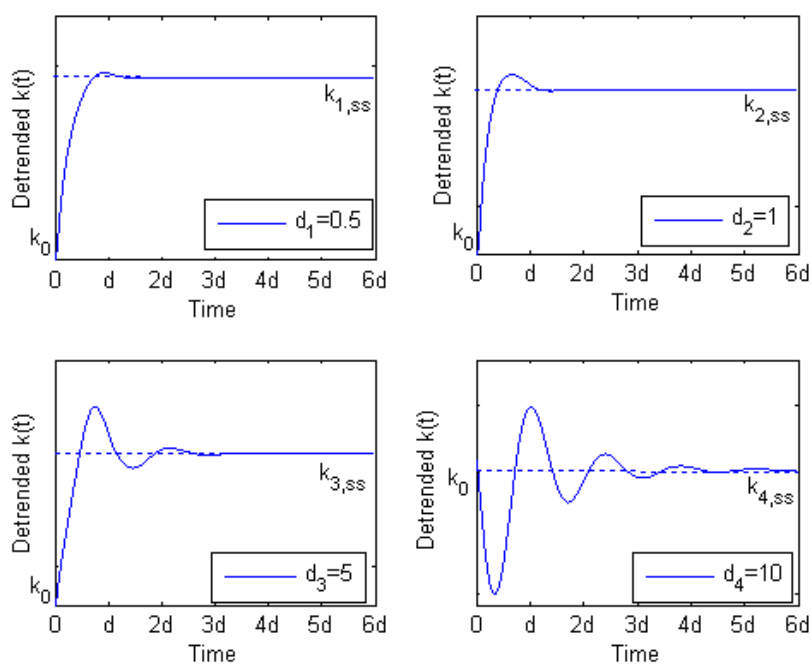 Detrended k(t)
k₀
k₁,ss
d₁=0.5
0 d 2d 3d 4d 5d 6d
Time
Detrended k(t)
k₀
k₂,ss
d₂=1
0 d 2d 3d 4d 5d 6d
Time
Detrended k(t)
k₀
k₃,ss
d₃=5
0 d 2d 3d 4d 5d 6d
Time
Detrended k(t)
k₀
k₄,ss
d₄=10
0 d 2d 3d 4d 5d 6d
Time